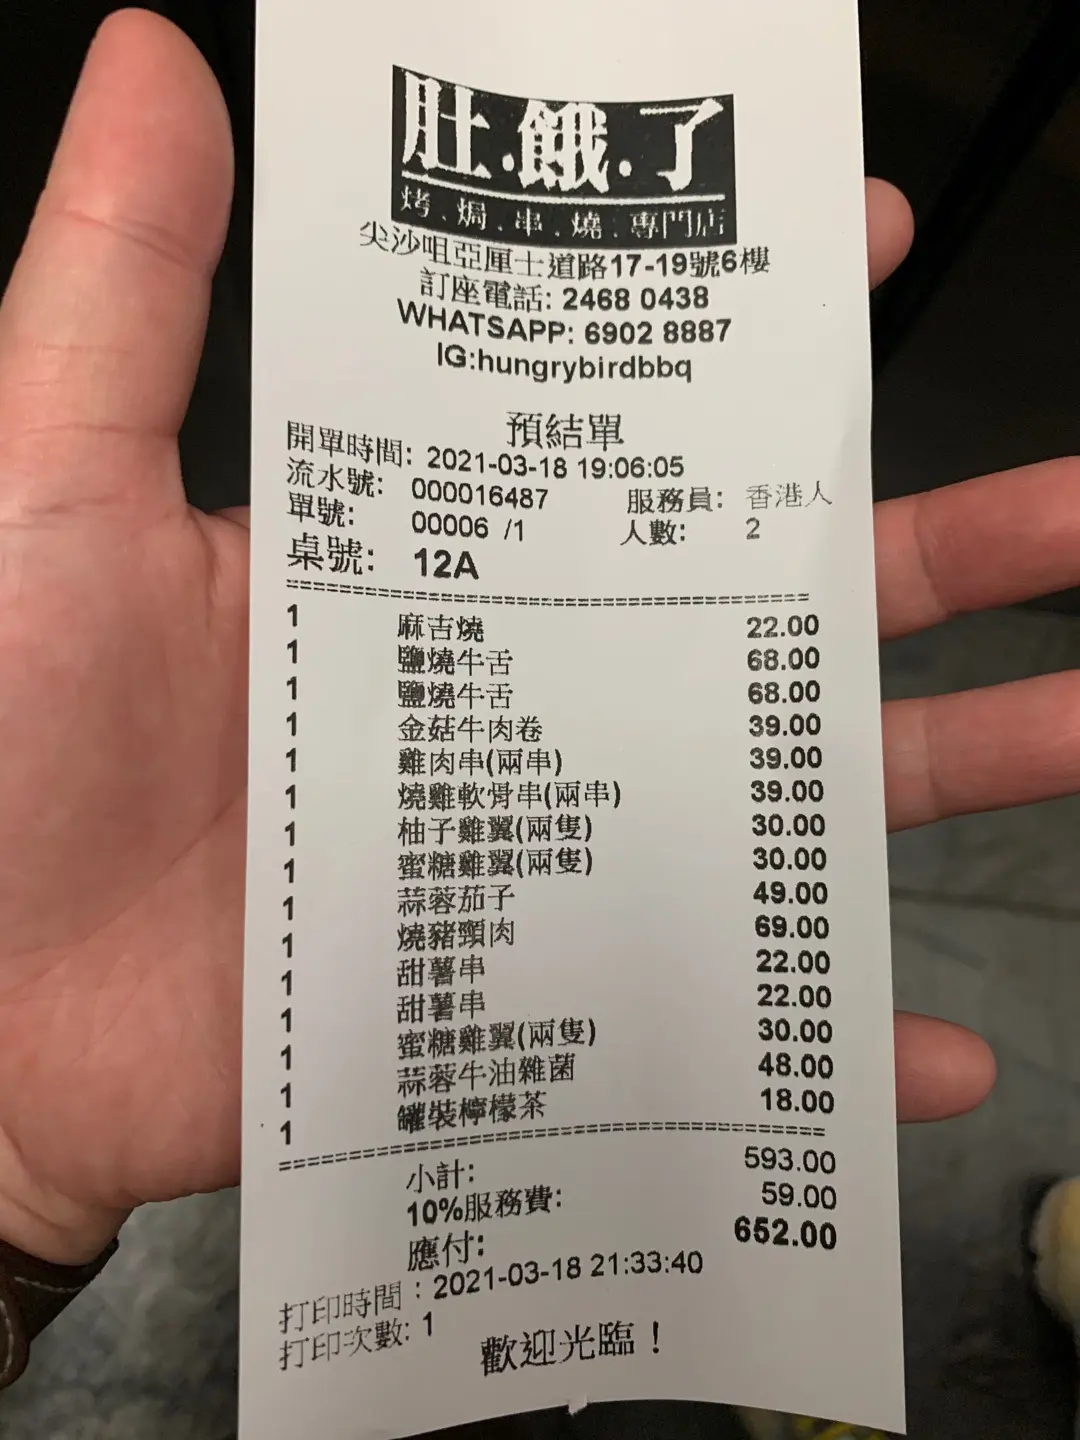 肚.餓.了
烤.焗.串.燒.專門店
尖沙咀亞厘士道路17-19號6樓
訂座電話: 2468 0438
WHATSAPP: 6902 8887
IG:hungrybirdbbq
預結單
開單時間: 2021-03-18 19:06:05
流水號: 000016487 服務員: 香港人
單號: 00006 /1 人數: 2
桌號: 12A
1 麻吉燒 22.00
1 鹽燒牛舌 68.00
1 鹽燒牛舌 68.00
1 金菇牛肉卷 39.00
1 雞肉串(兩串) 39.00
1 燒雞軟骨串(兩串) 39.00
1 柚子雞翼(兩隻) 30.00
1 蜜糖雞翼(兩隻) 30.00
1 蒜蓉茄子 49.00
1 燒豬頸肉 69.00
1 甜薯串 22.00
1 甜薯串 22.00
1 蜜糖雞翼(兩隻) 30.00
1 蒜蓉牛油雜菌 48.00
1 罐裝檸檬茶 18.00
小計: 593.00
10%服務費: 59.00
應付: 652.00
打印時間 : 2021-03-18 21:33:40
打印次數: 1
歡迎光臨！